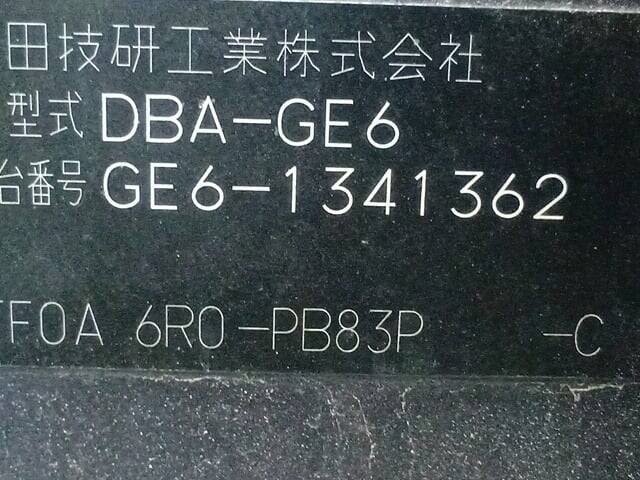 田技研工業株式会社
型式 DBA-GE6
台番号 GE6-1341362
TF0A 6R0-PB83P -C